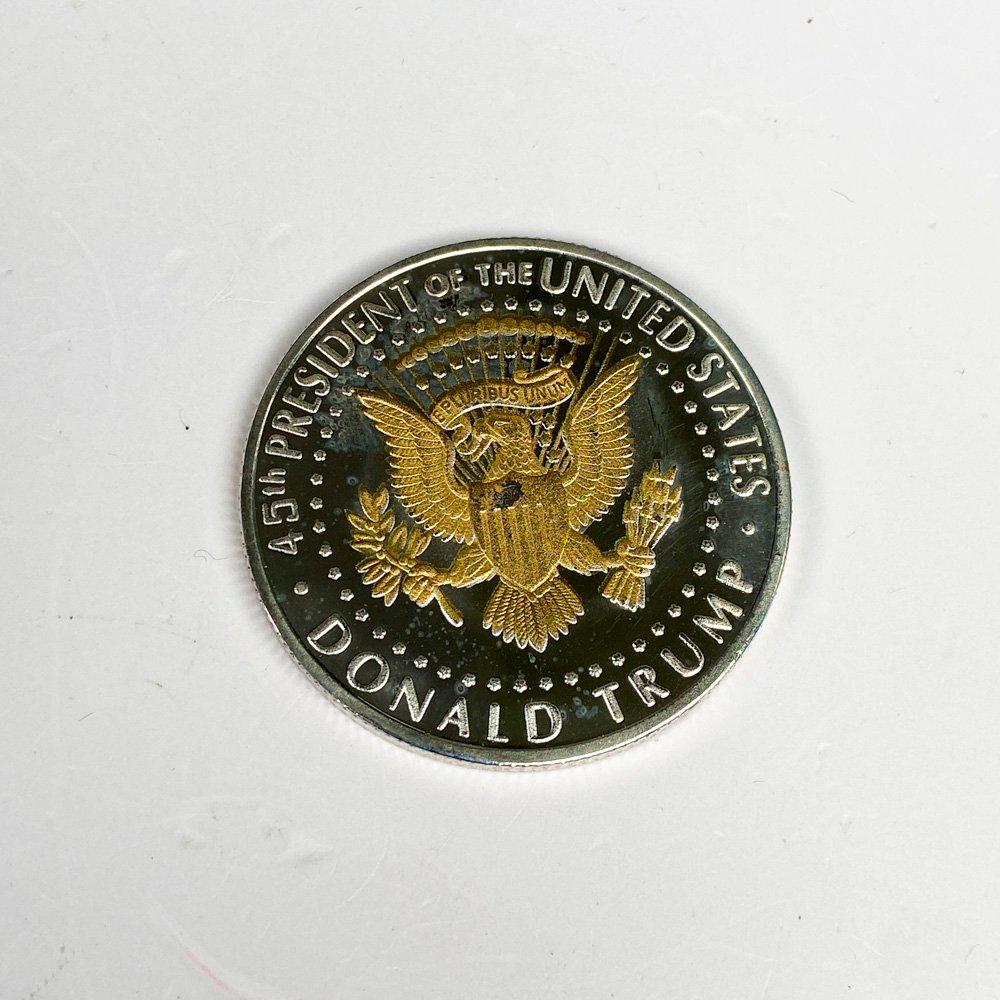 45th PRESIDENT OF THE UNITED STATES
E PLURIBUS UNUM
DONALD TRUMP